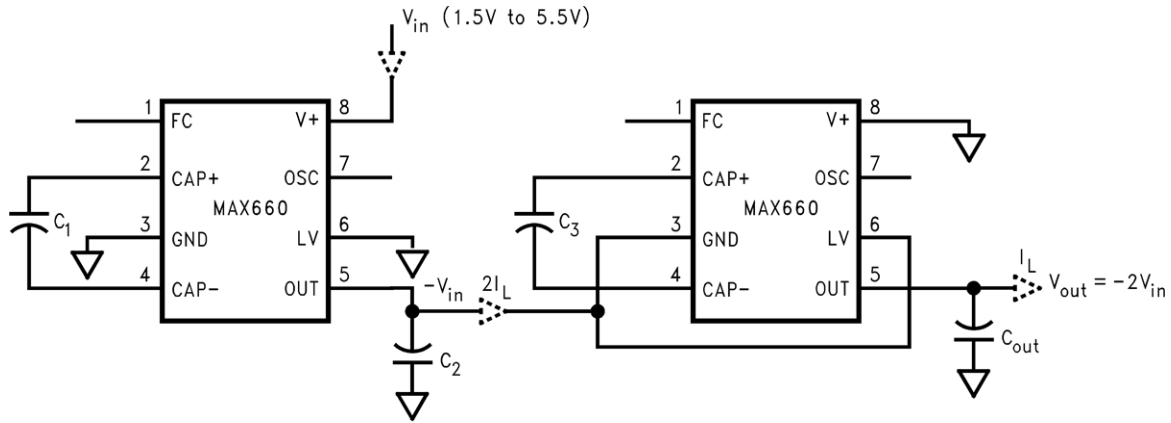 V_in (1.5V to 5.5V)
1
FC
V+
8
2
CAP+
OSC
7
MAX660
C_1
3
GND
LV
6
4
CAP-
OUT
5
-V_in
2I_L
C_2
1
FC
V+
8
2
CAP+
OSC
7
MAX660
C_3
3
GND
LV
6
4
CAP-
OUT
5
I_L
V_out = -2V_in
C_out